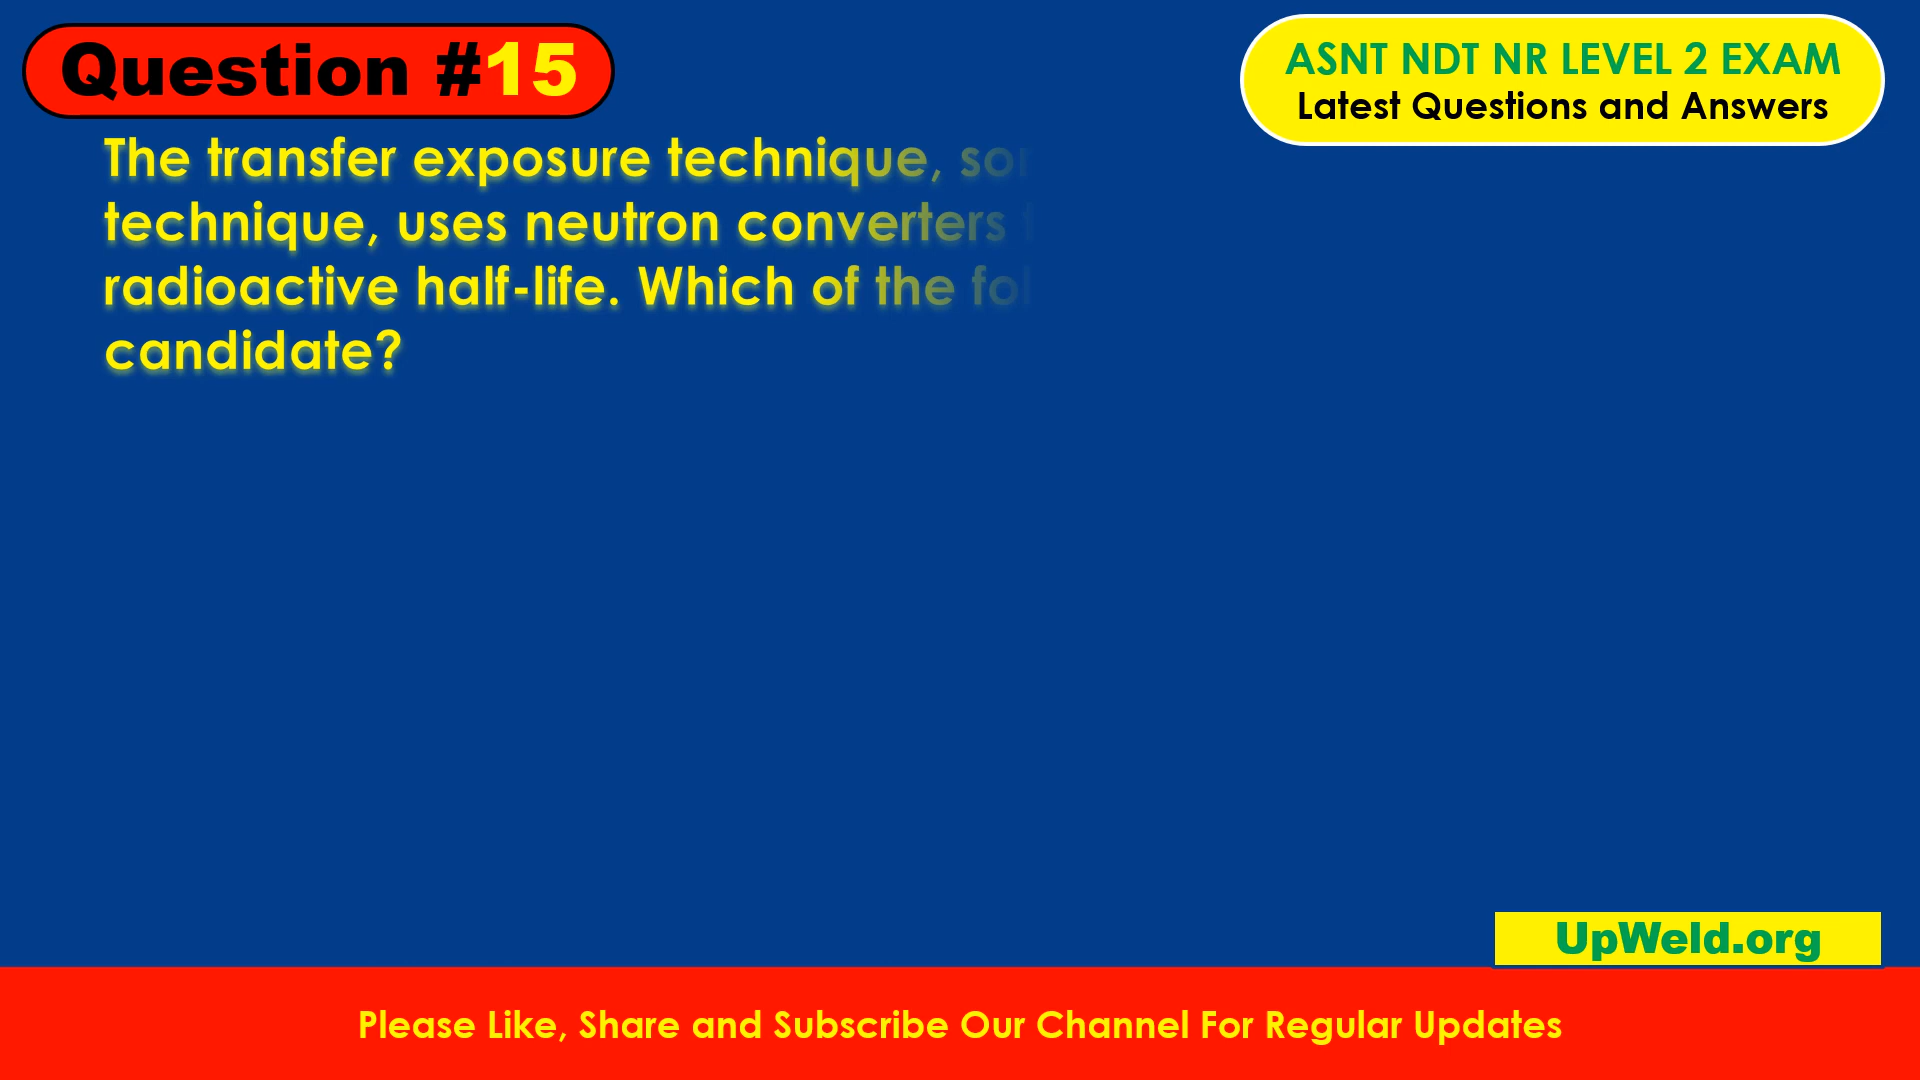 Question #15
ASNT NDT NR LEVEL 2 EXAM
Latest Questions and Answers
The transfer exposure technique,
technique, uses neutron converters
radioactive half-life. Which of the
candidate?
UpWeld.org
Please Like, Share and Subscribe Our Channel For Regular Updates